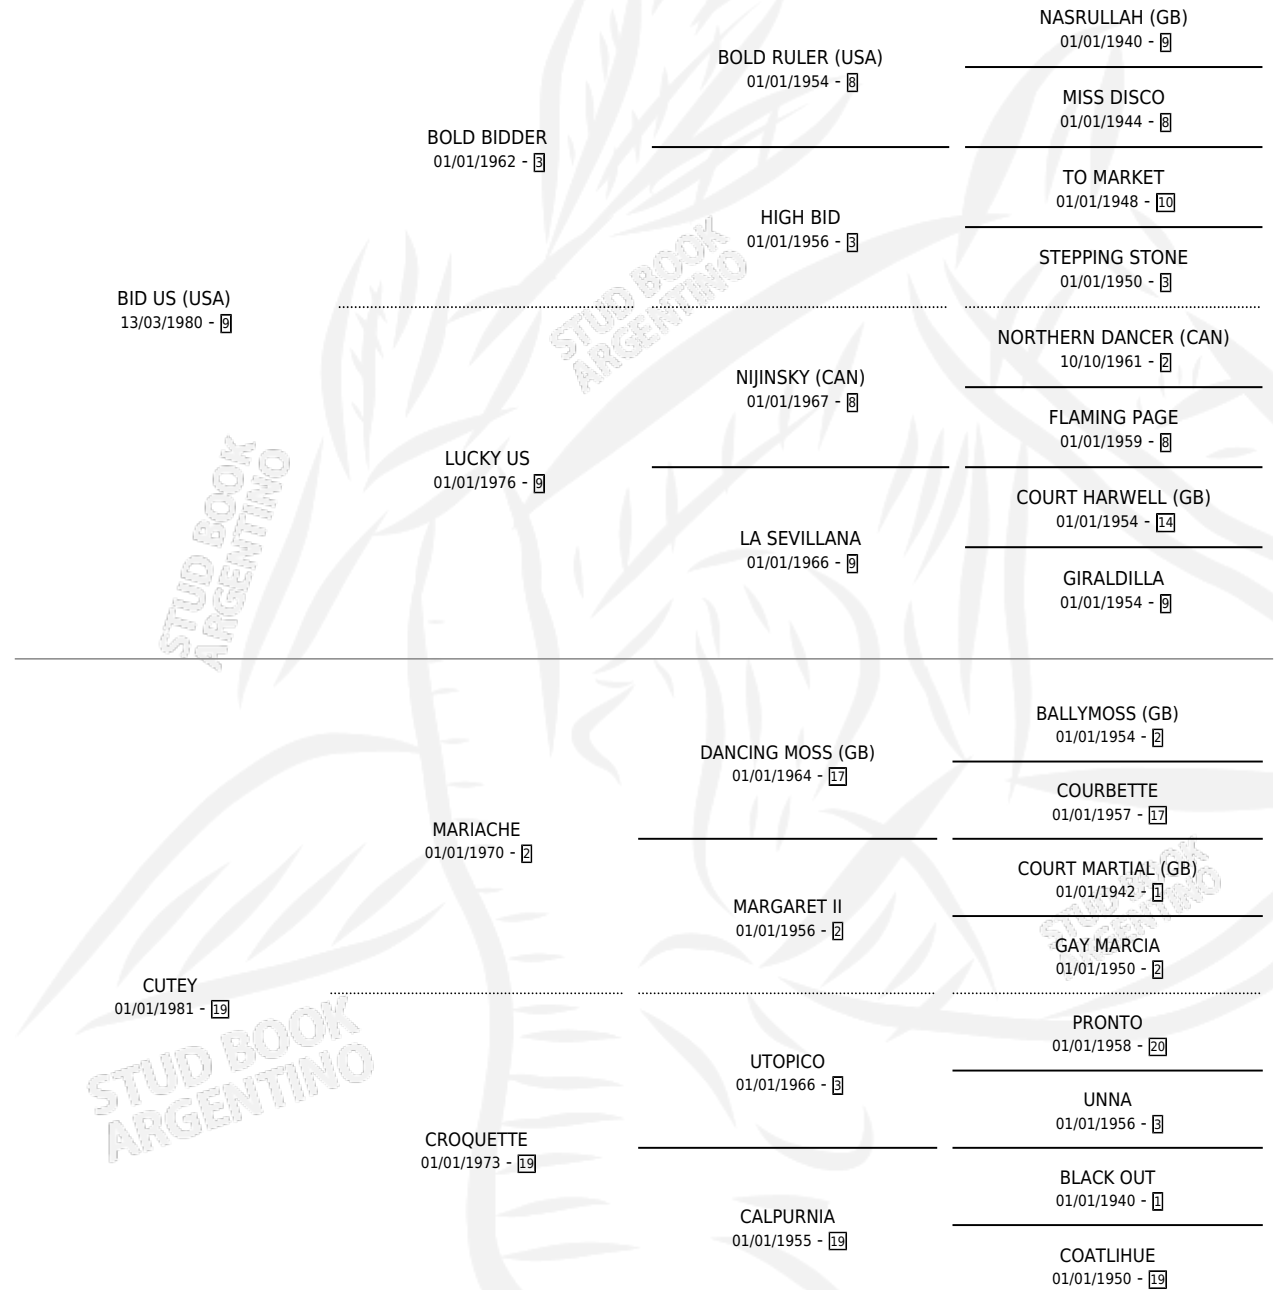 NASRULLAH (GB)
01/01/1940 - 9
BOLD RULER (USA)
01/01/1954 - 8
MISS DISCO
01/01/1944 - 8
BOLD BIDDER
01/01/1962 - 3
TO MARKET
01/01/1948 - 10
HIGH BID
01/01/1956 - 3
STEPPING STONE
01/01/1950 - 3
BID US (USA)
13/03/1980 - 9
NORTHERN DANCER (CAN)
10/10/1961 - 2
NIJINSKY (CAN)
01/01/1967 - 8
FLAMING PAGE
01/01/1959 - 8
LUCKY US
01/01/1976 - 9
COURT HARWELL (GB)
01/01/1954 - 14
LA SEVILLANA
01/01/1966 - 9
GIRALDILLA
01/01/1954 - 9
STUD BOOK
ARGENTINO
STUD BOOK
ARGENTINO
BALLYMOSS (GB)
01/01/1954 - 2
DANCING MOSS (GB)
01/01/1964 - 17
COURBETTE
01/01/1957 - 17
MARIACHE
01/01/1970 - 2
COURT MARTIAL (GB)
01/01/1942 - 1
MARGARET II
01/01/1956 - 2
GAY MARCIA
01/01/1950 - 2
STUD BOOK
ARGENTINO
CUTEY
01/01/1981 - 19
PRONTO
01/01/1958 - 20
UTOPICO
01/01/1966 - 3
UNNA
01/01/1956 - 3
CROQUETTE
01/01/1973 - 19
BLACK OUT
01/01/1940 - 1
CALPURNIA
01/01/1955 - 19
COATLIHUE
01/01/1950 - 19
STUD BOOK
ARGENTINO